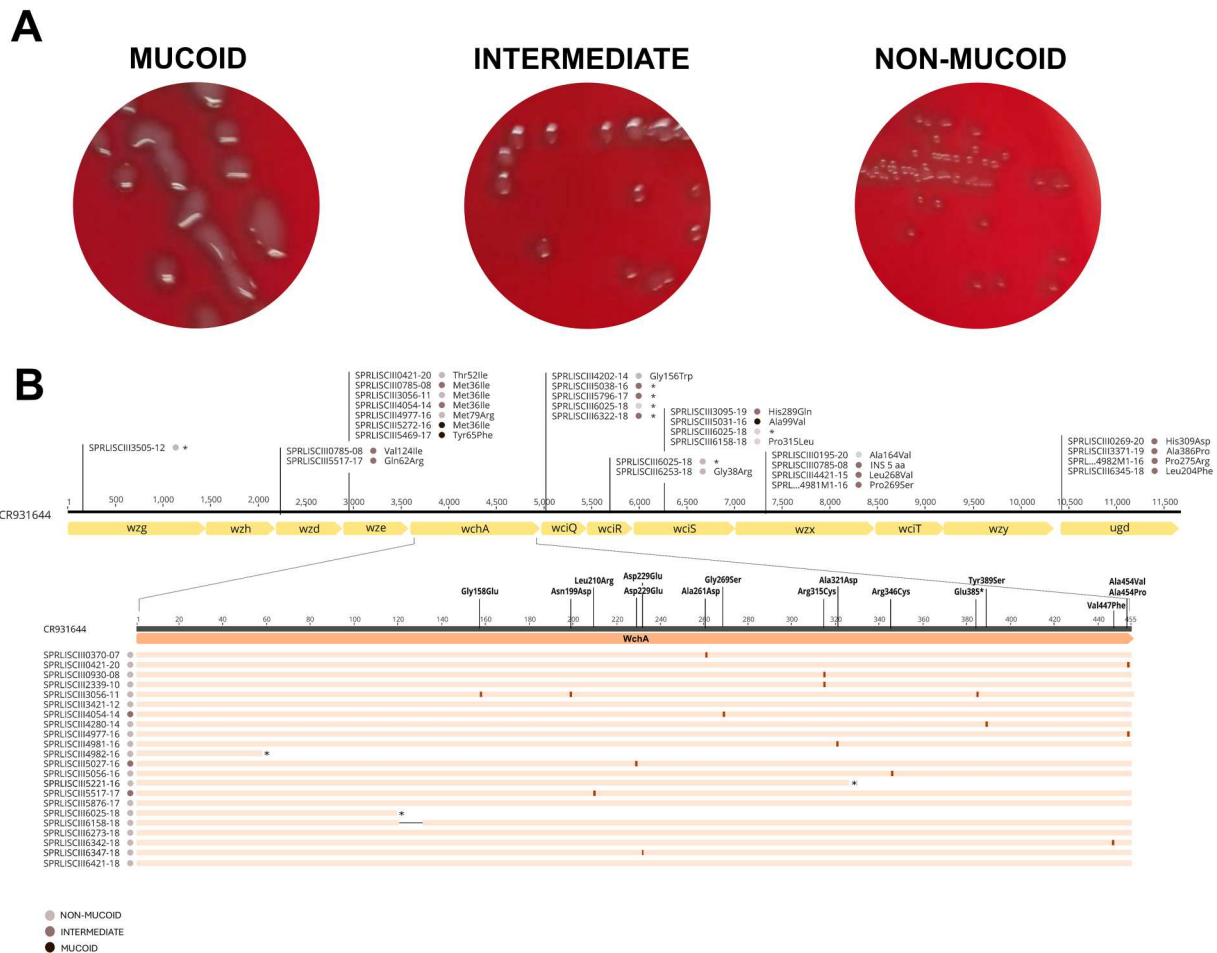 A
MUCOID
INTERMEDIATE
NON-MUCOID
B
SPRLISCIII3505-12 *
SPRLISCIII0785-08 Val124Ile
SPRLISCIII5517-17 Gln62Arg
SPRLISCIII0421-20 Thr52Ile
SPRLISCIII0785-08 Met36Ile
SPRLISCIII3056-11 Met36Ile
SPRLISCIII4054-14 Met36Ile
SPRLISCIII4977-16 Met79Arg
SPRLISCIII5272-16 Met36Ile
SPRLISCIII5469-17 Tyr65Phe
SPRLISCIII4202-14 Gly156Trp
SPRLISCIII5038-16 *
SPRLISCIII5796-17 *
SPRLISCIII6025-18 *
SPRLISCIII6322-18 *
SPRLISCIII6025-18 *
SPRLISCIII6253-18 Gly38Arg
SPRLISCIII3095-19 His289Gln
SPRLISCIII5031-16 Ala99Val
SPRLISCIII6025-18 *
SPRLISCIII6158-18 Pro315Leu
SPRLISCIII0195-20 Ala164Val
SPRLISCIII0785-08 INS 5 aa
SPRLISCIII4421-15 Leu268Val
SPRL...4981M1-16 Pro269Ser
SPRLISCIII0269-20 His309Asp
SPRLISCIII3371-19 Ala386Pro
SPRL...4982M1-16 Pro275Arg
SPRLISCIII6345-18 Leu204Phe
1 500 1,000 1,500 2,000 2,500 3,000 3,500 4,000 4,500 5,000 5,500 6,000 6,500 7,000 7,500 8,000 8,500 9,000 9,500 10,000 10,500 11,000 11,500
CR931644
wzg wzh wzd wze wchA wciQ wciR wciS wzx wciT wzy ugd
Asp229Glu Leu210Arg Gly269Ser Ala321Asp Tyr389Ser Ala454Val
Gly158Glu Asn199Asp Asp229Glu Ala261Asp Arg315Cys Arg346Cys Glu385* Ala454Pro
Val447Phe
1 20 40 60 80 100 120 140 160 180 200 220 240 260 280 300 320 340 360 380 400 420 440 455
CR931644
WchA
SPRLISCIII0370-07
SPRLISCIII0421-20
SPRLISCIII0930-08
SPRLISCIII2339-10
SPRLISCIII3056-11
SPRLISCIII3421-12
SPRLISCIII4054-14
SPRLISCIII4280-14
SPRLISCIII4977-16
SPRLISCIII4981-16
SPRLISCIII4982-16 *
SPRLISCIII5027-16
SPRLISCIII5056-16
SPRLISCIII5221-16 *
SPRLISCIII5517-17
SPRLISCIII5876-17
SPRLISCIII6025-18 *
SPRLISCIII6158-18
SPRLISCIII6273-18
SPRLISCIII6342-18
SPRLISCIII6347-18
SPRLISCIII6421-18
NON-MUCOID
INTERMEDIATE
MUCOID